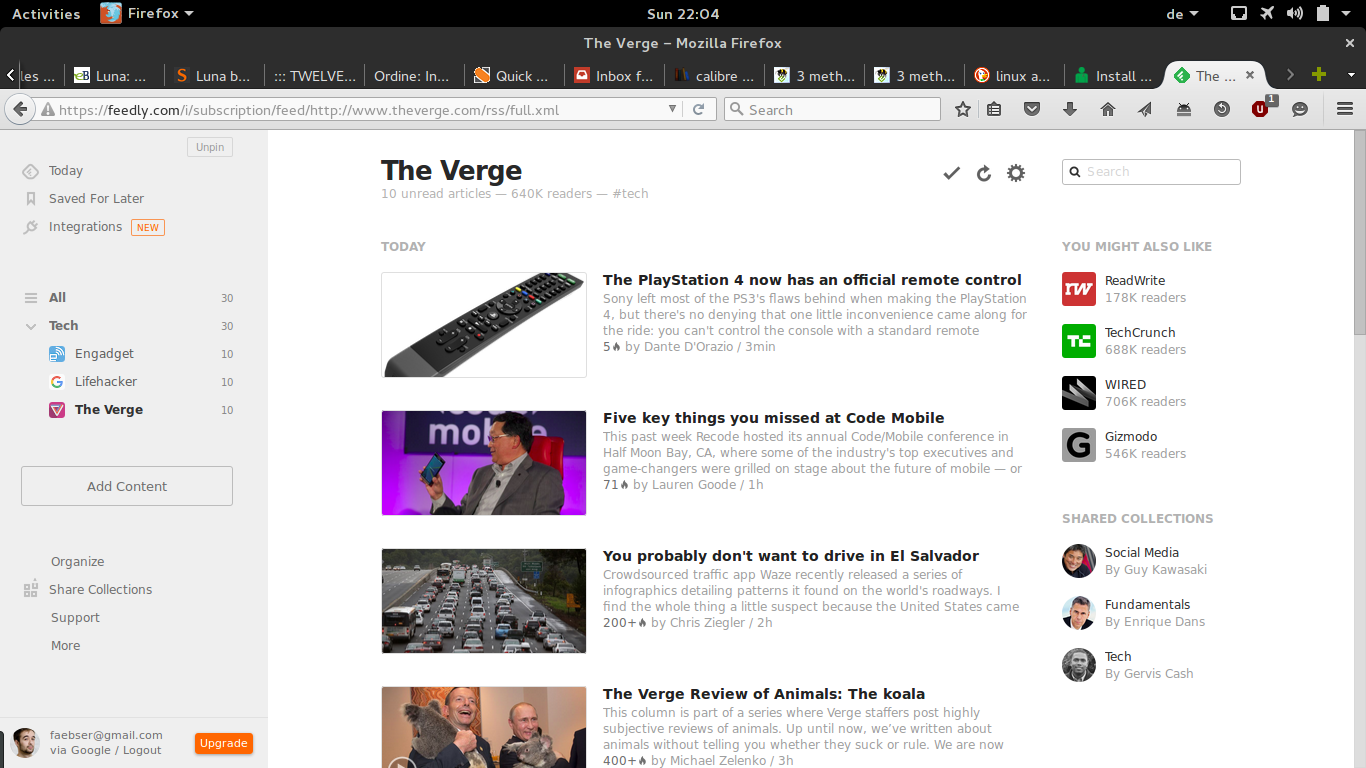 Activities Firefox Sun 22:04 de
The Verge – Mozilla Firefox
les ... Luna: ... Luna b... ::: TWELVE... Ordine: In... Quick ... Inbox f... calibre ... 3 meth... 3 meth... linux a... Install ... The ...
https://feedly.com/i/subscription/feed/http://www.theverge.com/rss/full.xml Search 1
Unpin
Today
Saved For Later
Integrations NEW
All 30
Tech 30
Engadget 10
Lifehacker 10
The Verge 10
Add Content
Organize
Share Collections
Support
More
faebser@gmail.com
via Google / Logout
Upgrade
The Verge
10 unread articles — 640K readers — #tech
TODAY
The PlayStation 4 now has an official remote control
Sony left most of the PS3's flaws behind when making the PlayStation
4, but there's no denying that one little inconvenience came along for
the ride: you can't control the console with a standard remote
5 by Dante D'Orazio / 3min
mobile
Five key things you missed at Code Mobile
This past week Recode hosted its annual Code/Mobile conference in
Half Moon Bay, CA, where some of the industry's top executives and
game-changers were grilled on stage about the future of mobile — or
71 by Lauren Goode / 1h
You probably don't want to drive in El Salvador
Crowdsourced traffic app Waze recently released a series of
infographics detailing patterns it found on the world's roadways. I
find the whole thing a little suspect because the United States came
200+ by Chris Ziegler / 2h
The Verge Review of Animals: The koala
This column is part of a series where Verge staffers post highly
subjective reviews of animals. Up until now, we've written about
animals without telling you whether they suck or rule. We are now
400+ by Michael Zelenko / 3h
Search
YOU MIGHT ALSO LIKE
rw ReadWrite
178K readers
TC TechCrunch
688K readers
WIRED
706K readers
G Gizmodo
546K readers
SHARED COLLECTIONS
Social Media
By Guy Kawasaki
Fundamentals
By Enrique Dans
Tech
By Gervis Cash